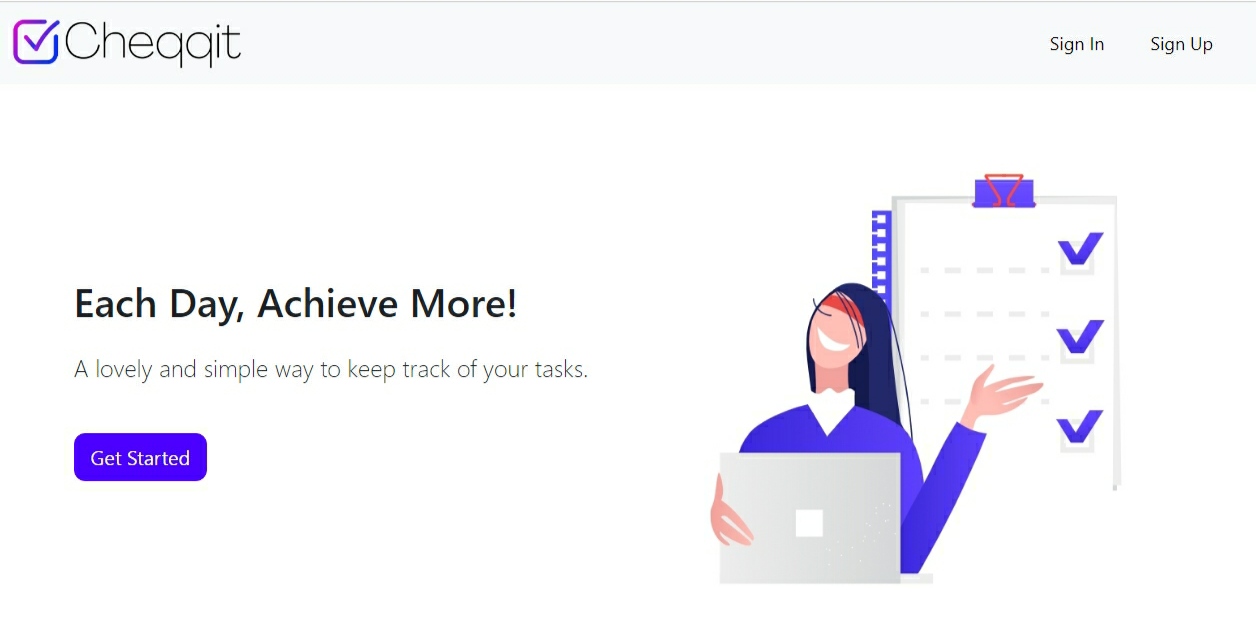 Cheqqit
Sign In
Sign Up
Each Day, Achieve More!
A lovely and simple way to keep track of your tasks.
Get Started